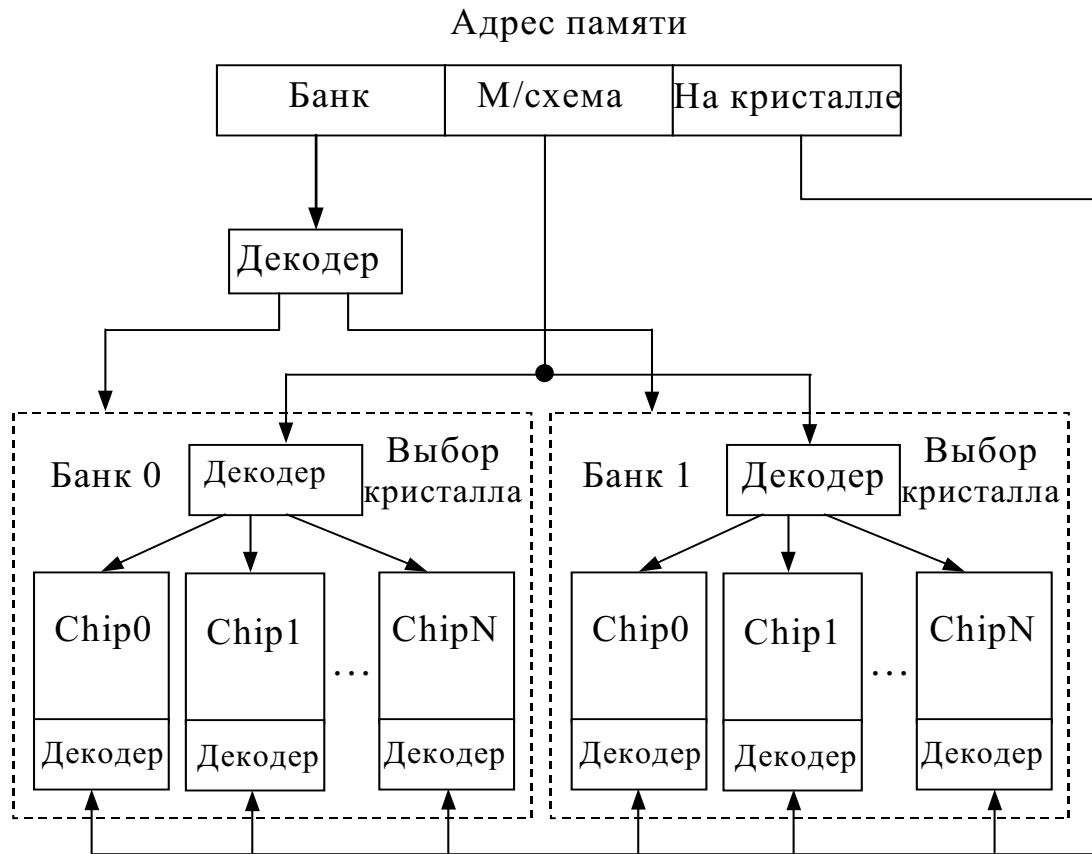 Адрес памяти
Банк
М/схема
На кристалле
Декодер
Банк 0
Декодер
Выбор
кристалла
Банк 1
Декодер
Выбор
кристалла
Chip0
Chip1
...
ChipN
Chip0
Chip1
...
ChipN
Декодер
Декодер
Декодер
Декодер
Декодер
Декодер